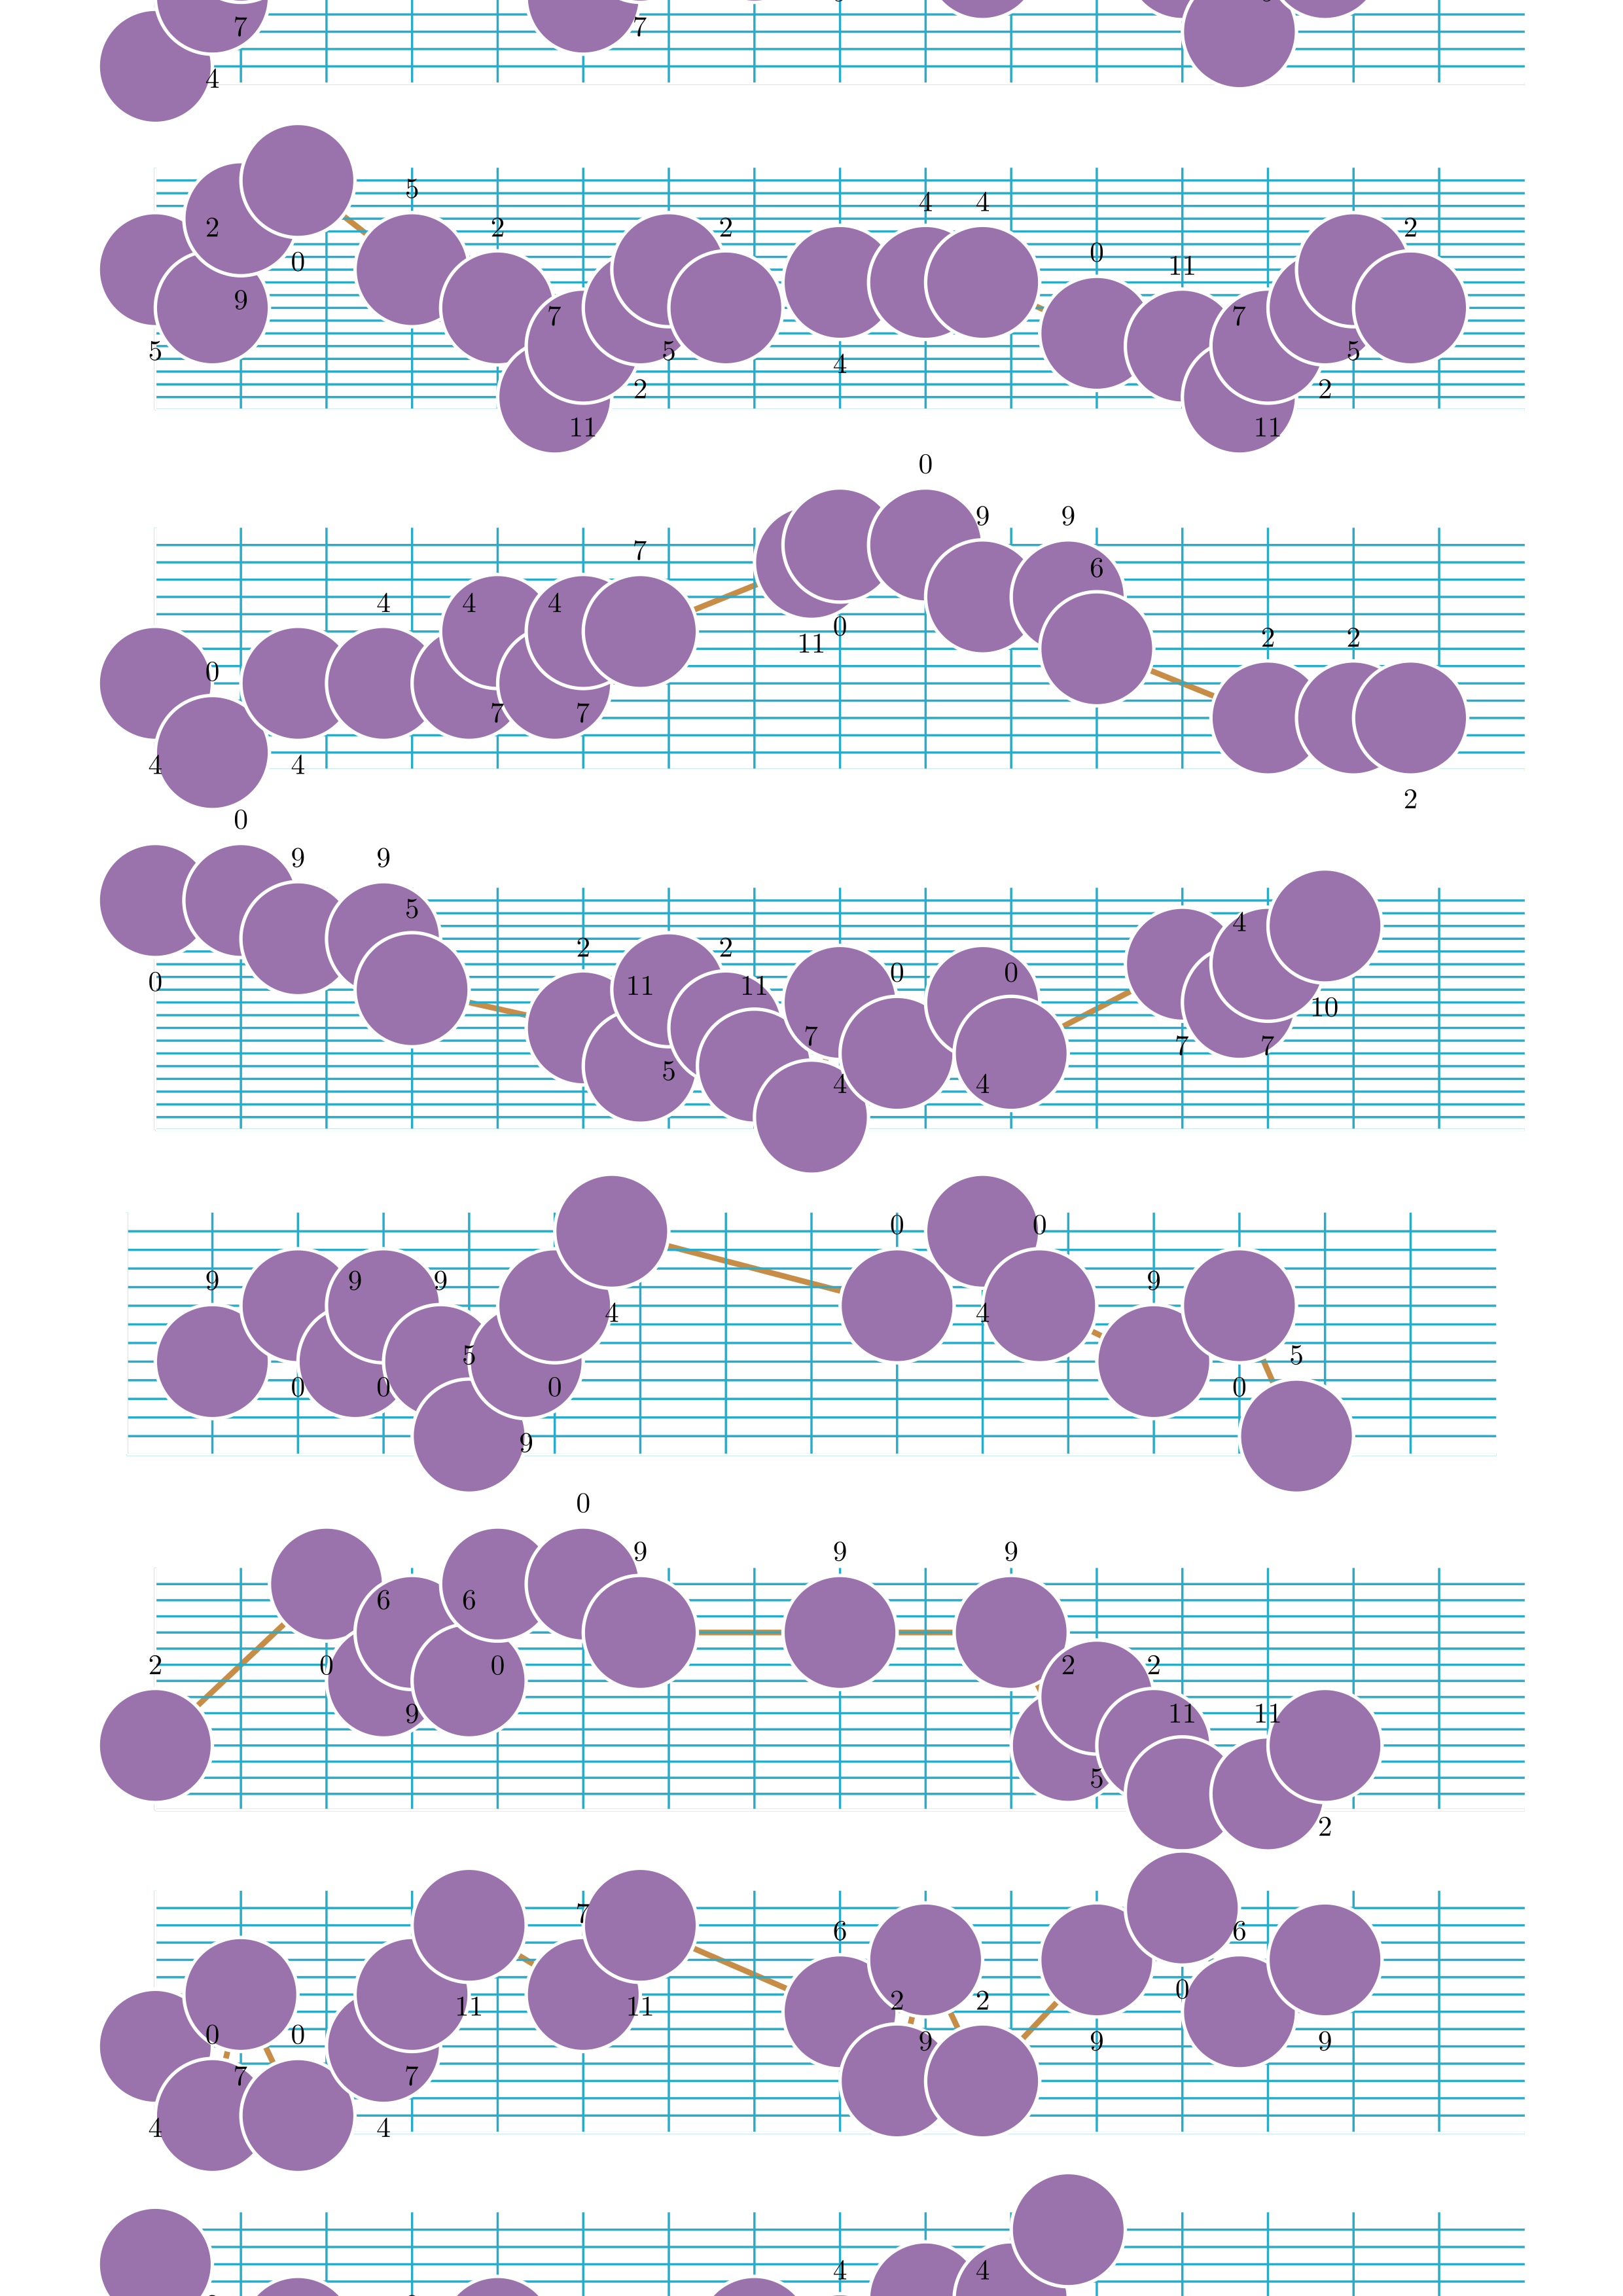 7 7
4
5 2 9 0 5 2 7 11 2 5 2 4 4 4 0 11 7 11 2 5 2
4 0 4 4 4 7 4 7 7 11 0 0 9 9 6 2 2 2
0 0 9 9 5 2 11 5 2 11 7 4 0 4 0 7 4 7 10
9 0 9 0 9 5 9 0 4 0 4 0 9 0 5
2 0 6 9 6 0 0 9 9 9 2 5 2 11 11 2
4 0 7 0 4 7 11 7 11 6 2 9 2 9 0 6 9
4 4